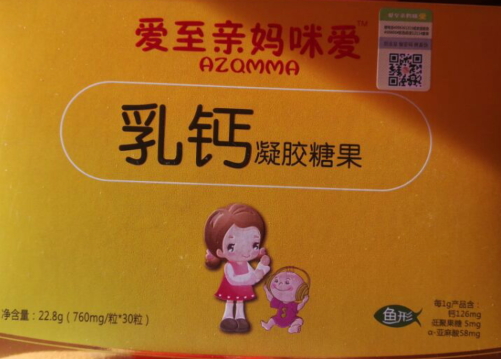 爱至亲妈咪爱™
AZQMMA
乳钙凝胶糖果
净含量：22.8g（760mg/粒*30粒）
鱼形
每1g产品含：
钙126mg
低聚果糖 5mg
α-亚麻酸58mg